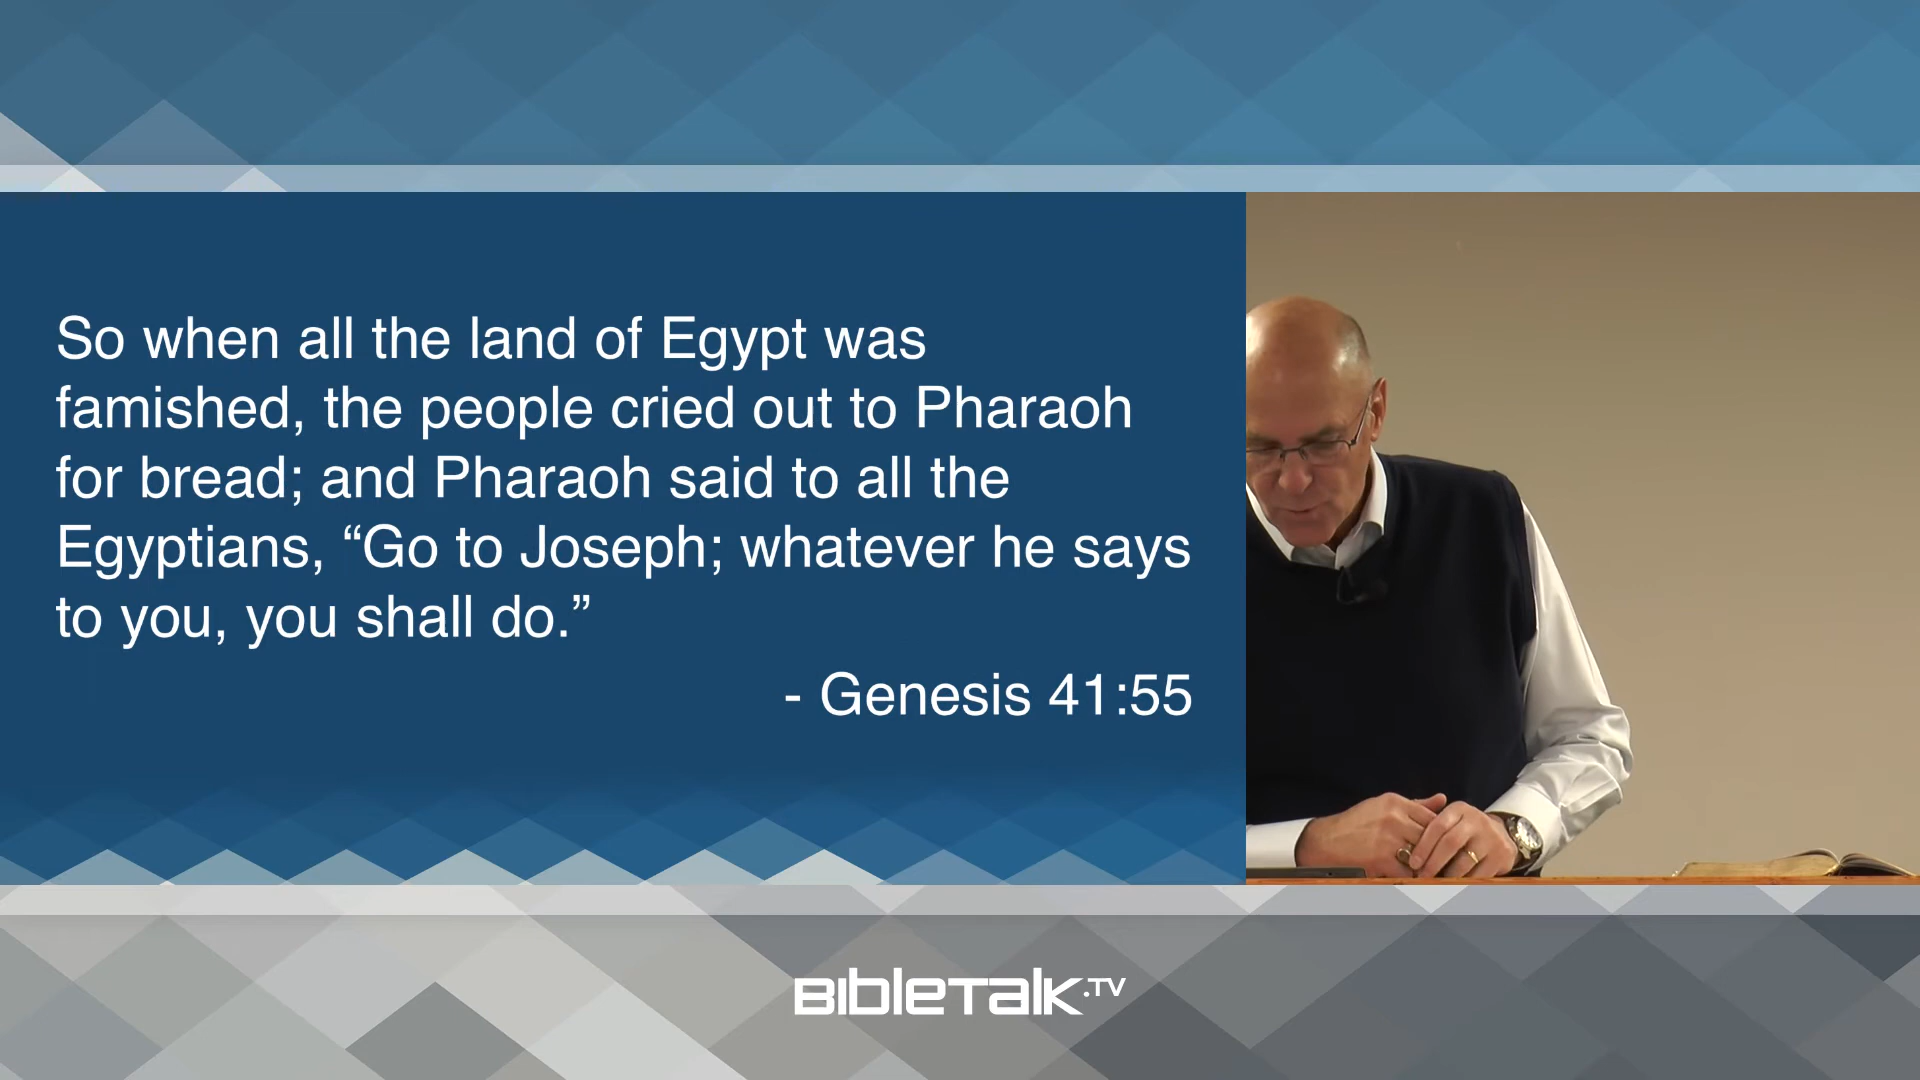 So when all the land of Egypt was
famished, the people cried out to Pharaoh
for bread; and Pharaoh said to all the
Egyptians, “Go to Joseph; whatever he says
to you, you shall do.”
- Genesis 41:55
BIBLETALK.TV